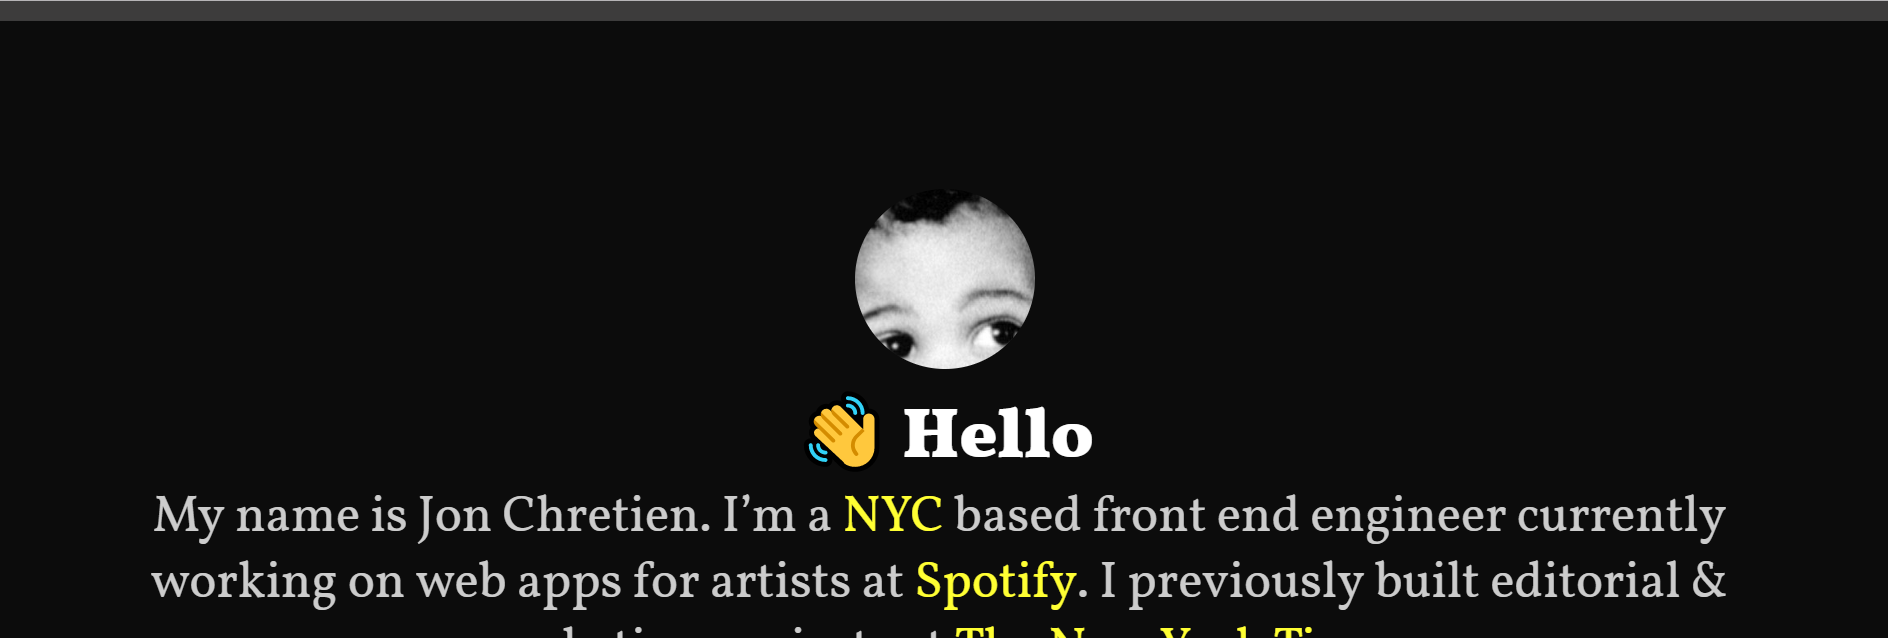 👋 Hello
My name is Jon Chretien. I’m a NYC based front end engineer currently
working on web apps for artists at Spotify. I previously built editorial &